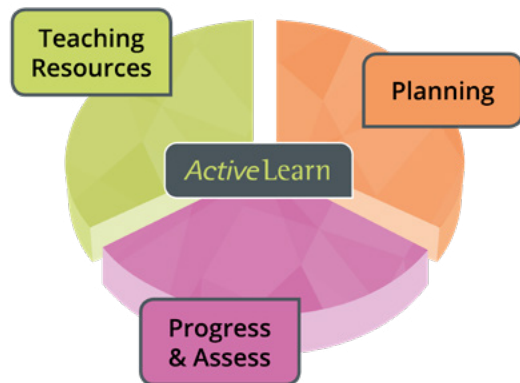 Teaching
Resources
Planning
ActiveLearn
Progress
& Assess